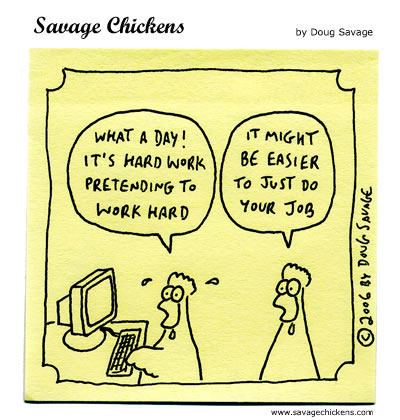 Savage Chickens
by Doug Savage
WHAT A DAY!
IT'S HARD WORK
PRETENDING TO
WORK HARD
IT MIGHT
BE EASIER
TO JUST DO
YOUR JOB
© 2006 BY DOUG SAVAGE
www.savagechickens.com